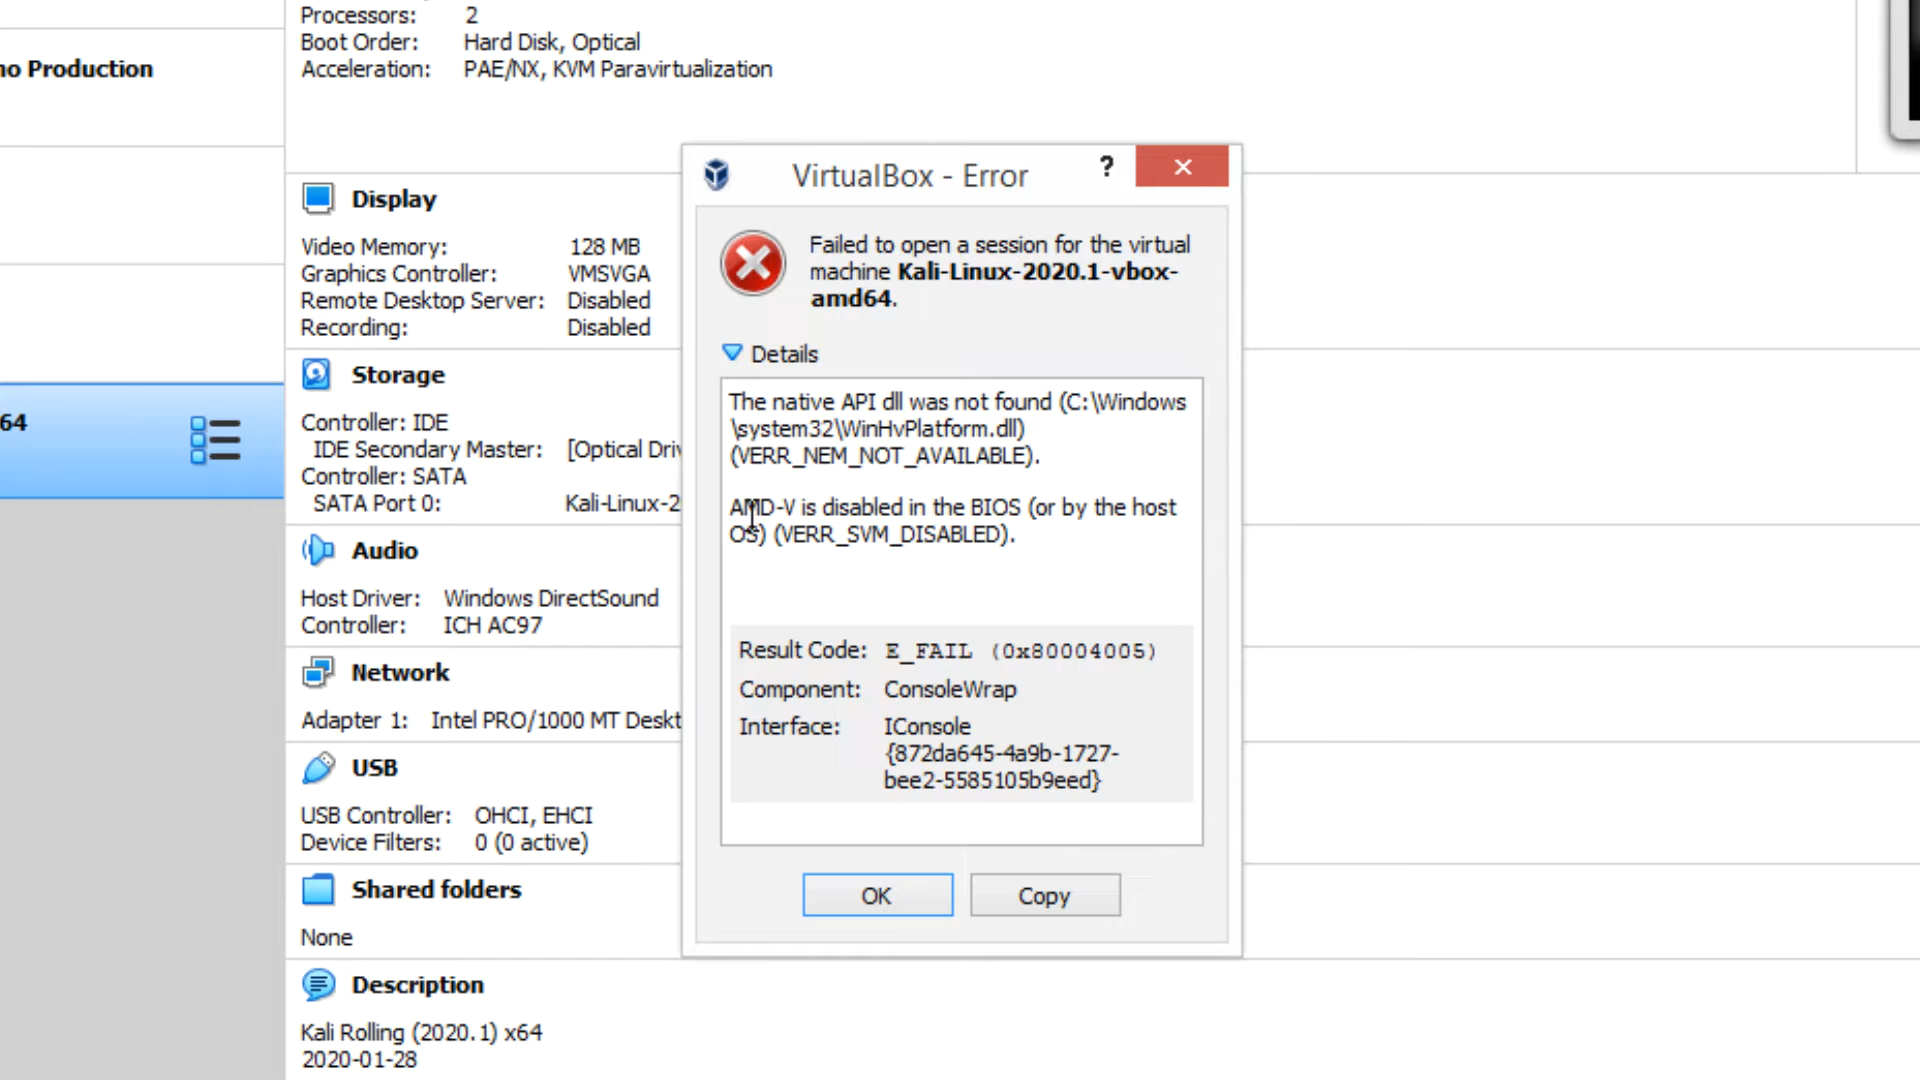 Processors: 2
Boot Order: Hard Disk, Optical
Acceleration: PAE/NX, KVM Paravirtualization
no Production
64
Display
Video Memory: 128 MB
Graphics Controller: VMSVGA
Remote Desktop Server: Disabled
Recording: Disabled
Storage
Controller: IDE
IDE Secondary Master: [Optical Driv
Controller: SATA
SATA Port 0: Kali-Linux-2
Audio
Host Driver: Windows DirectSound
Controller: ICH AC97
Network
Adapter 1: Intel PRO/1000 MT Deskt
USB
USB Controller: OHCI, EHCI
Device Filters: 0 (0 active)
Shared folders
None
Description
Kali Rolling (2020.1) x64
2020-01-28
VirtualBox - Error
?
Failed to open a session for the virtual
machine Kali-Linux-2020.1-vbox-
amd64.
Details
The native API dll was not found (C:\Windows
\system32\WinHvPlatform.dll)
(VERR_NEM_NOT_AVAILABLE).
AMD-V is disabled in the BIOS (or by the host
OS) (VERR_SVM_DISABLED).
Result Code: E_FAIL (0x80004005)
Component: ConsoleWrap
Interface: IConsole
{872da645-4a9b-1727-
bee2-5585105b9eed}
OK
Copy